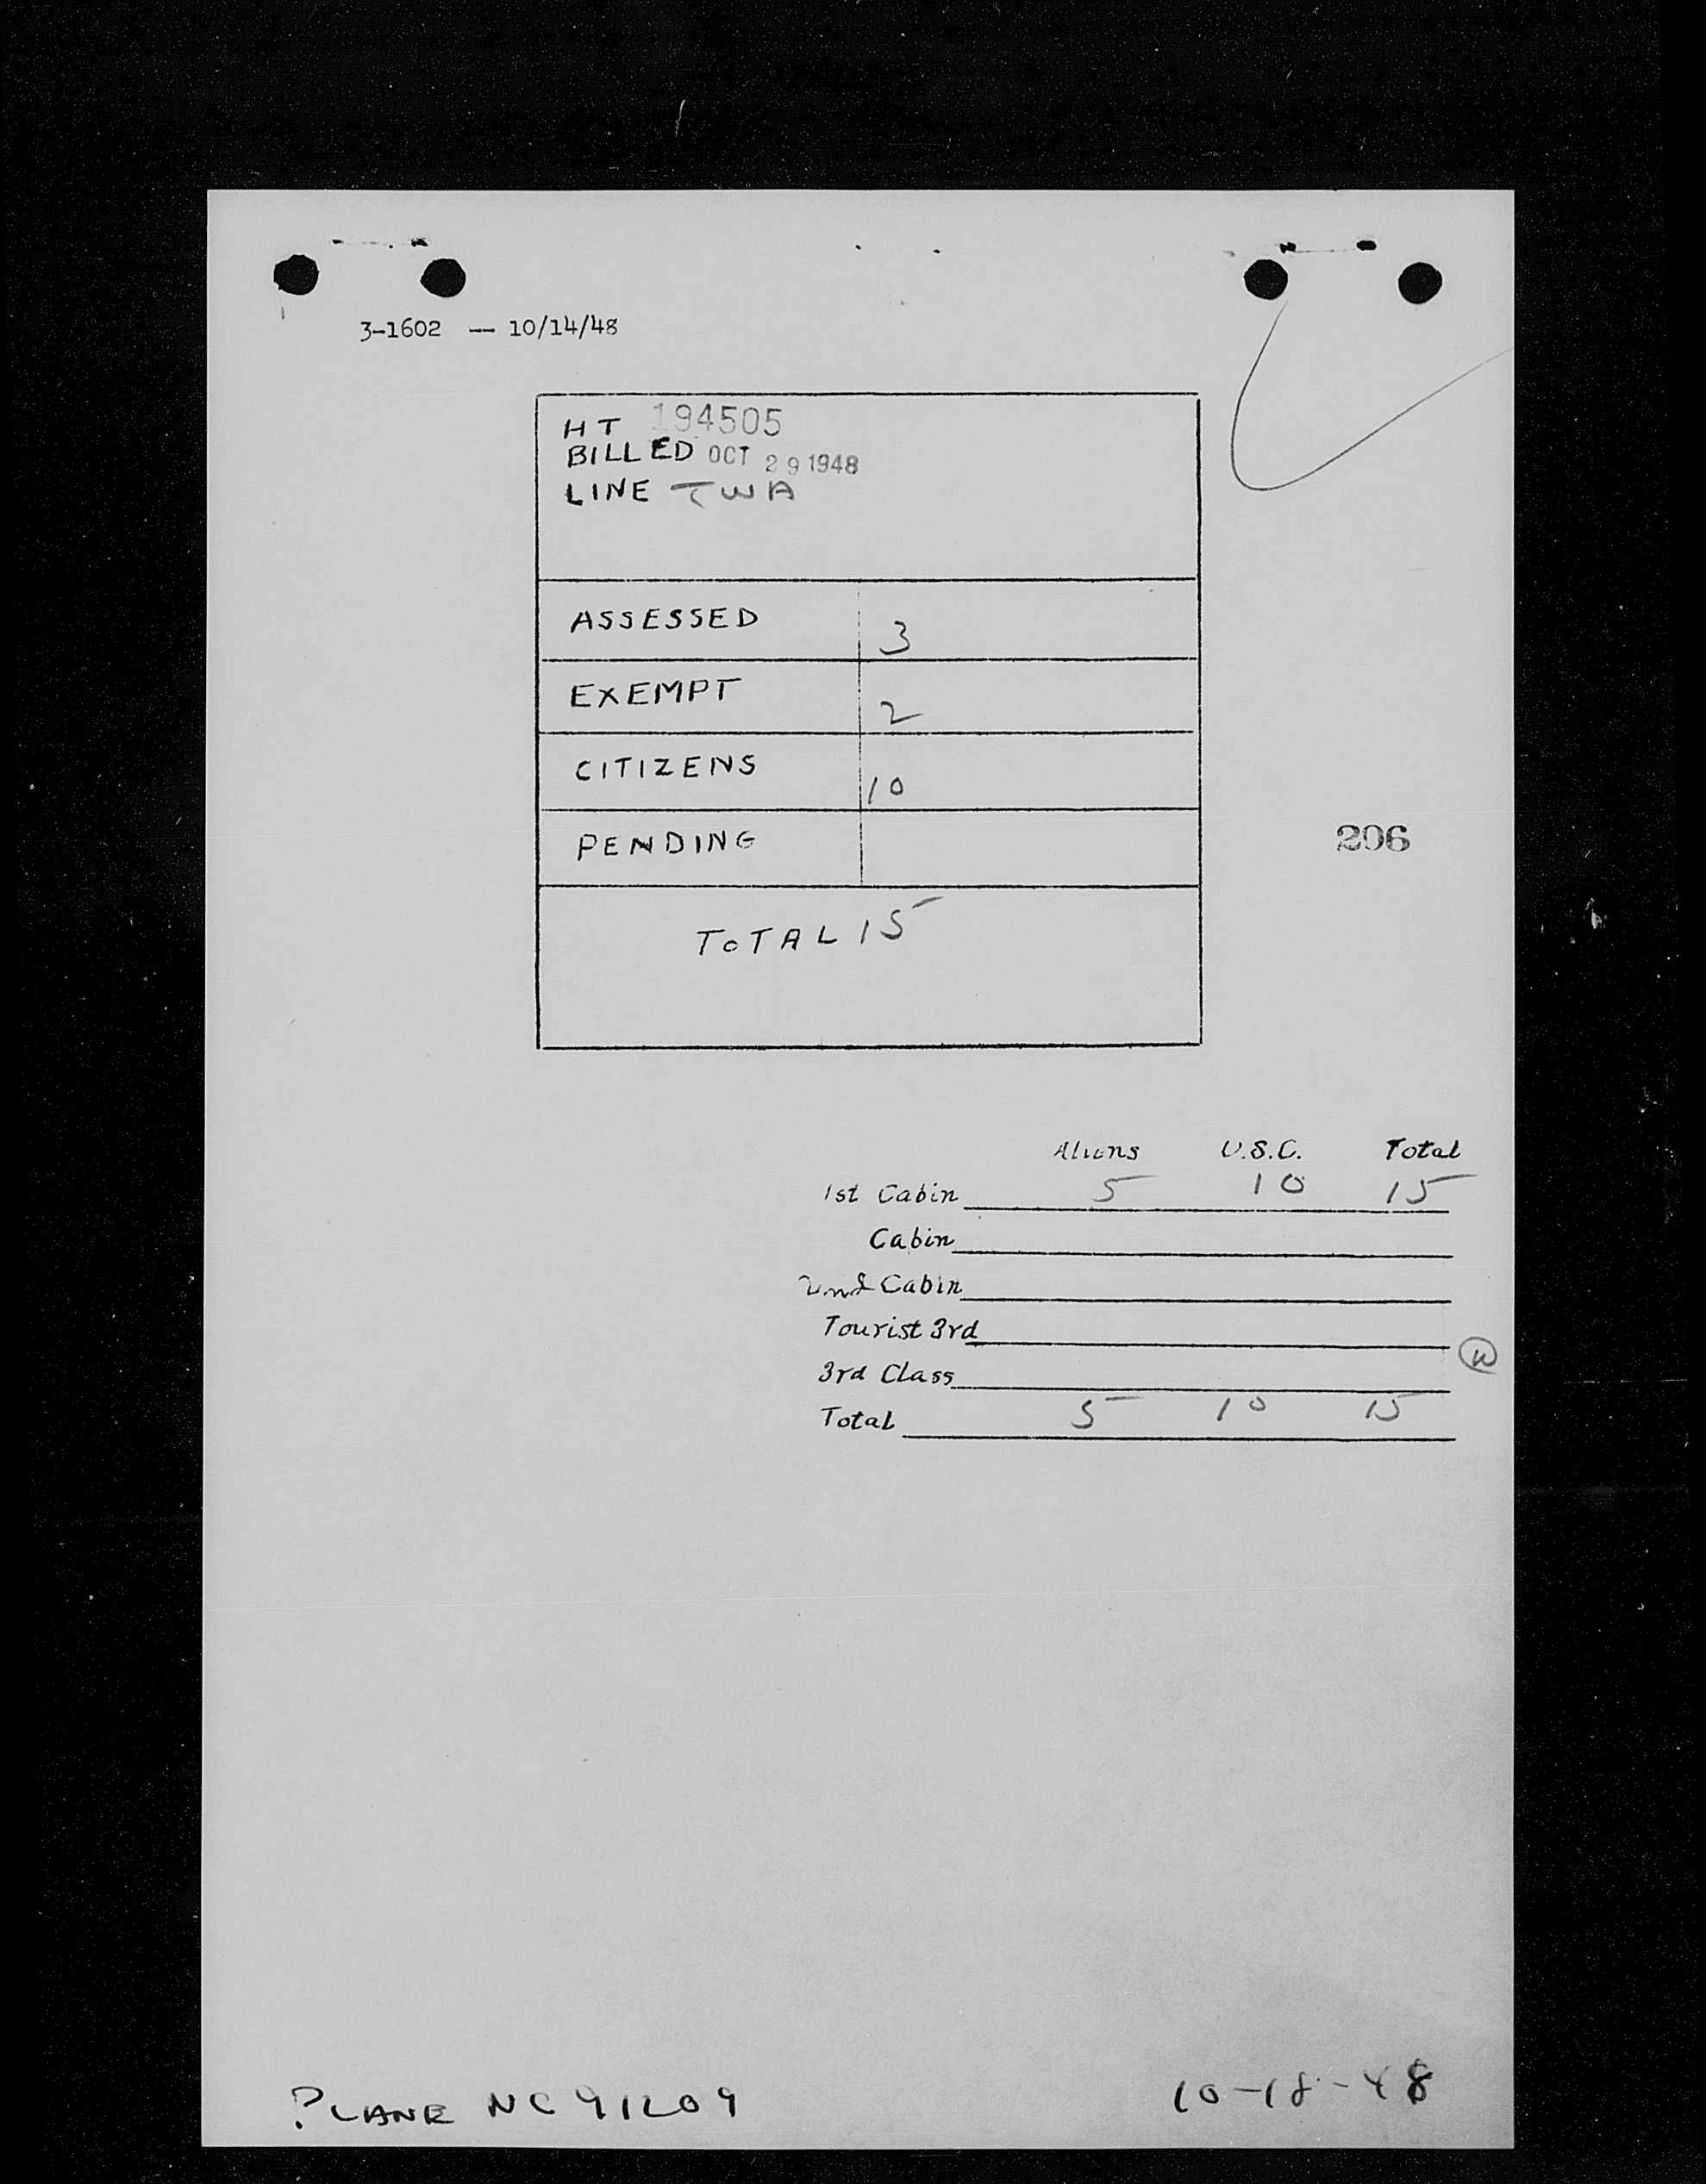 3-1602 — 10/14/48
HT 194505
BILLED OCT 29 1948
LINE TWA
ASSESSED 3
EXEMPT 2
CITIZENS 10
PENDING
206
TOTAL 15
Aliens U.S.C. Total
1st Cabin 5 10 15
Cabin
2nd Cabin
Tourist 3rd
W
3rd Class
Total 5 10 15
PLANE NC 91209
10-18-48